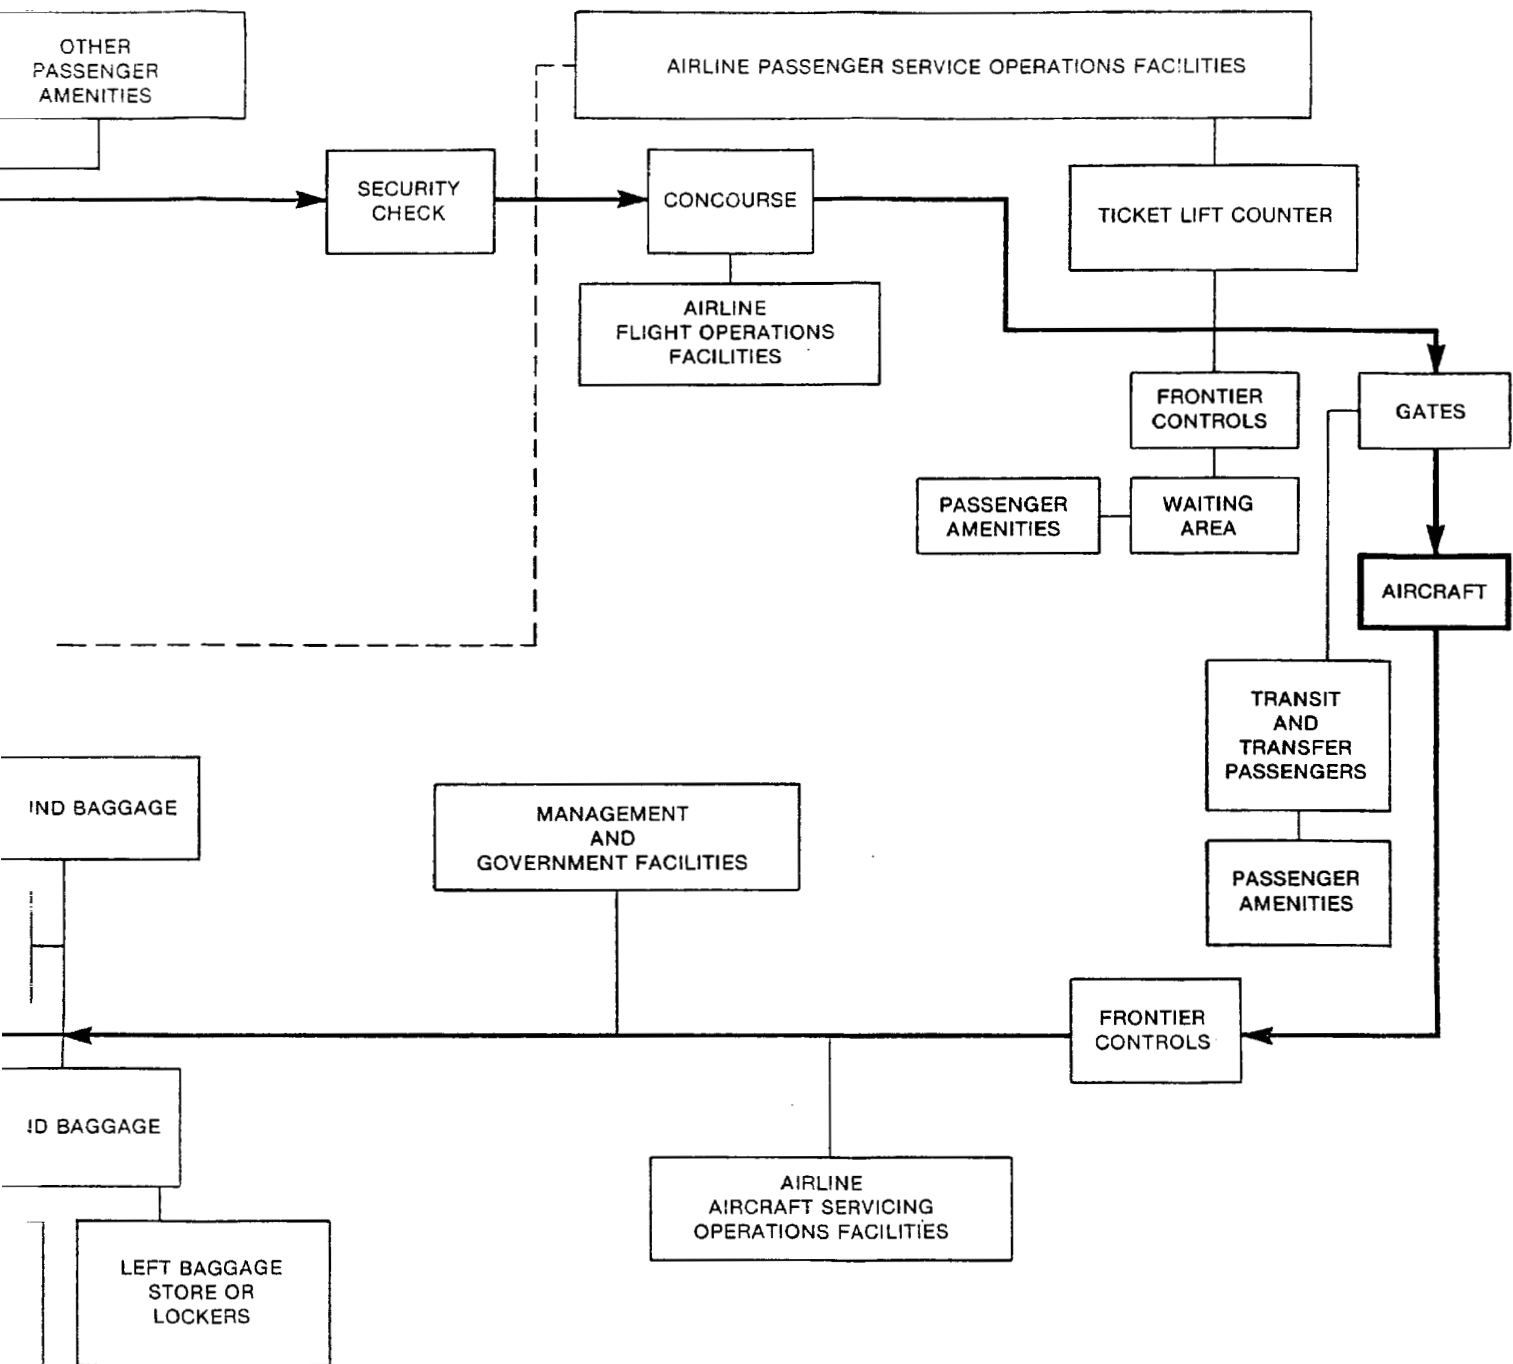 OTHER
PASSENGER
AMENITIES
AIRLINE PASSENGER SERVICE OPERATIONS FACILITIES
SECURITY
CHECK
CONCOURSE
TICKET LIFT COUNTER
AIRLINE
FLIGHT OPERATIONS
FACILITIES
FRONTIER
CONTROLS
GATES
PASSENGER
AMENITIES
WAITING
AREA
AIRCRAFT
TRANSIT
AND
TRANSFER
PASSENGERS
BAGGAGE
MANAGEMENT
AND
GOVERNMENT FACILITIES
PASSENGER
AMENITIES
FRONTIER
CONTROLS
BAGGAGE
AIRLINE
AIRCRAFT SERVICING
OPERATIONS FACILITIES
LEFT BAGGAGE
STORE OR
LOCKERS